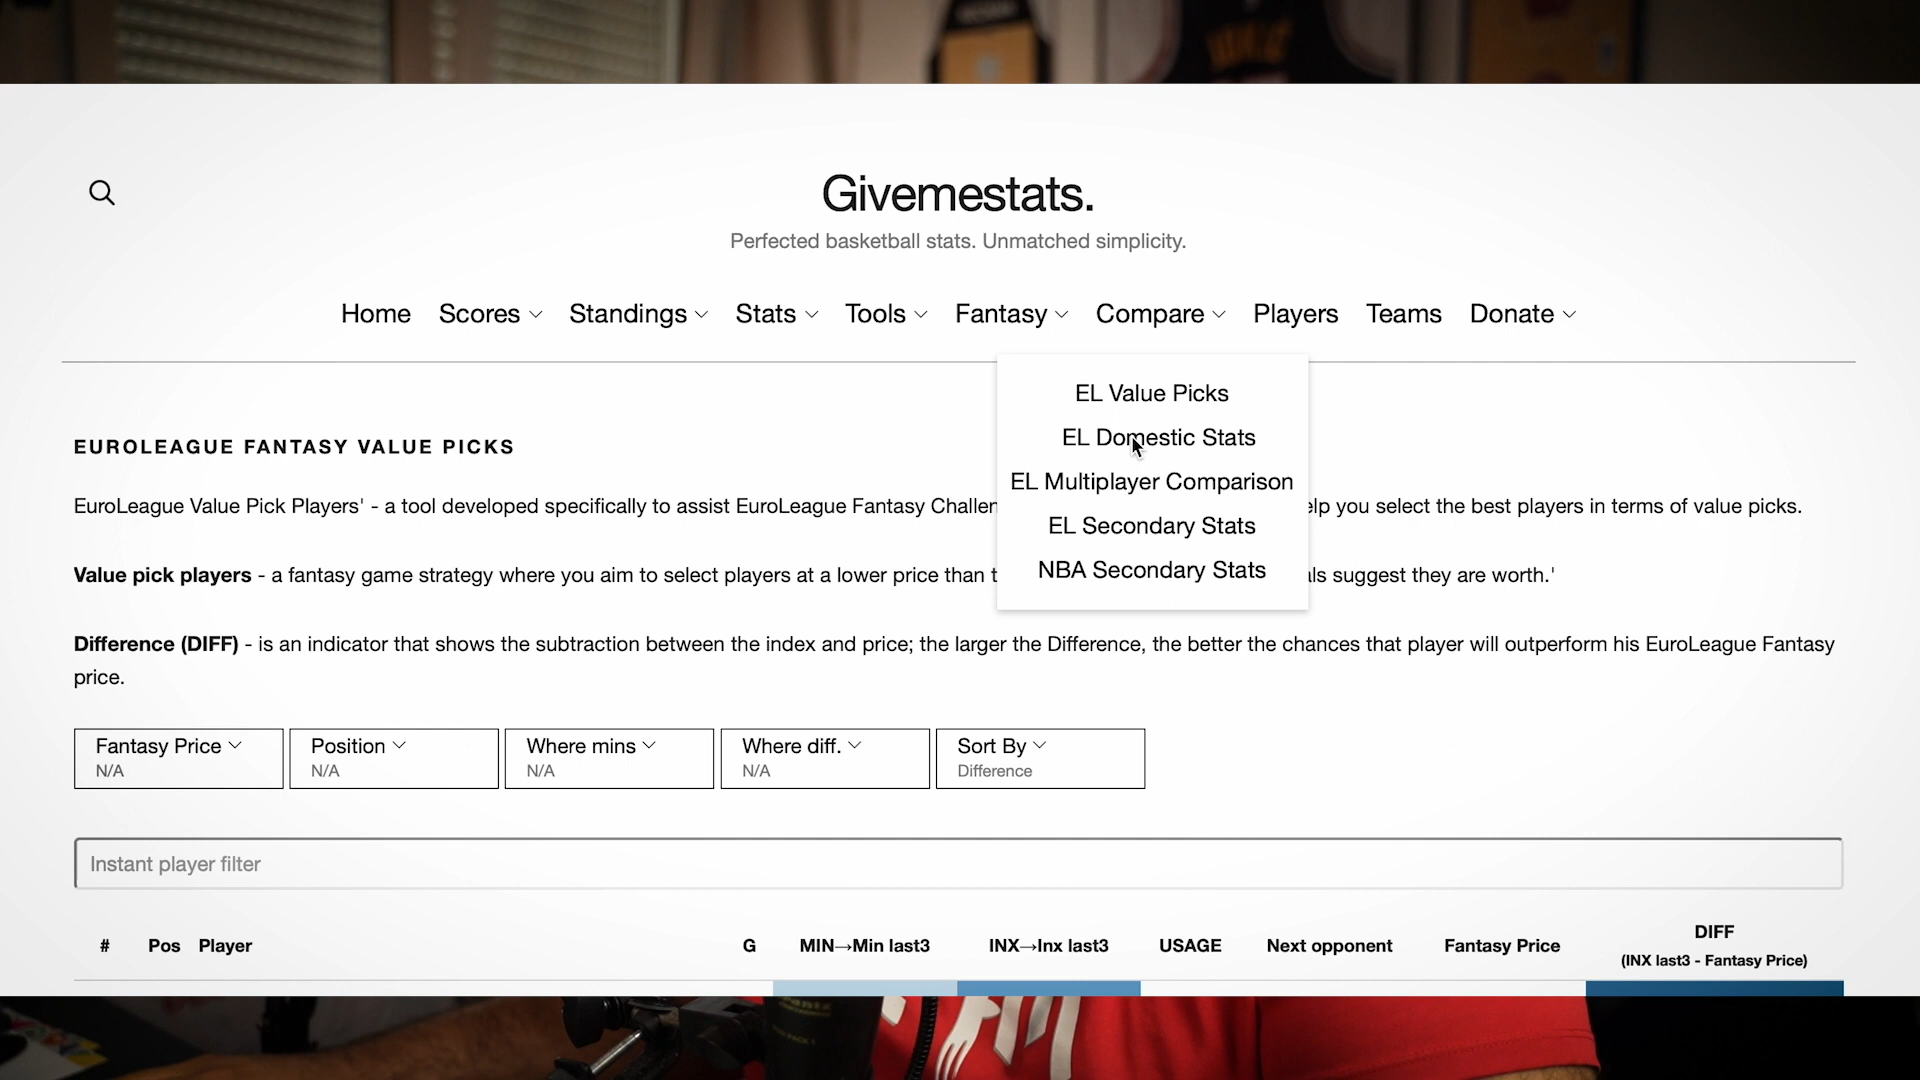 Givemestats.
Perfected basketball stats. Unmatched simplicity.
Home Scores Standings Stats Tools Fantasy Compare Players Teams Donate
EL Value Picks
EL Domestic Stats
EL Multiplayer Comparison
EL Secondary Stats
NBA Secondary Stats
EUROLEAGUE FANTASY VALUE PICKS
EuroLeague Value Pick Players' - a tool developed specifically to assist EuroLeague Fantasy Challen elp you select the best players in terms of value picks.
Value pick players - a fantasy game strategy where you aim to select players at a lower price than t ls suggest they are worth.'
Difference (DIFF) - is an indicator that shows the subtraction between the index and price; the larger the Difference, the better the chances that player will outperform his EuroLeague Fantasy
price.
Fantasy Price Position Where mins Where diff. Sort By
N/A N/A N/A N/A Difference
Instant player filter
# Pos Player G MIN→Min last3 INX→Inx last3 USAGE Next opponent Fantasy Price DIFF
(INX last3 - Fantasy Price)